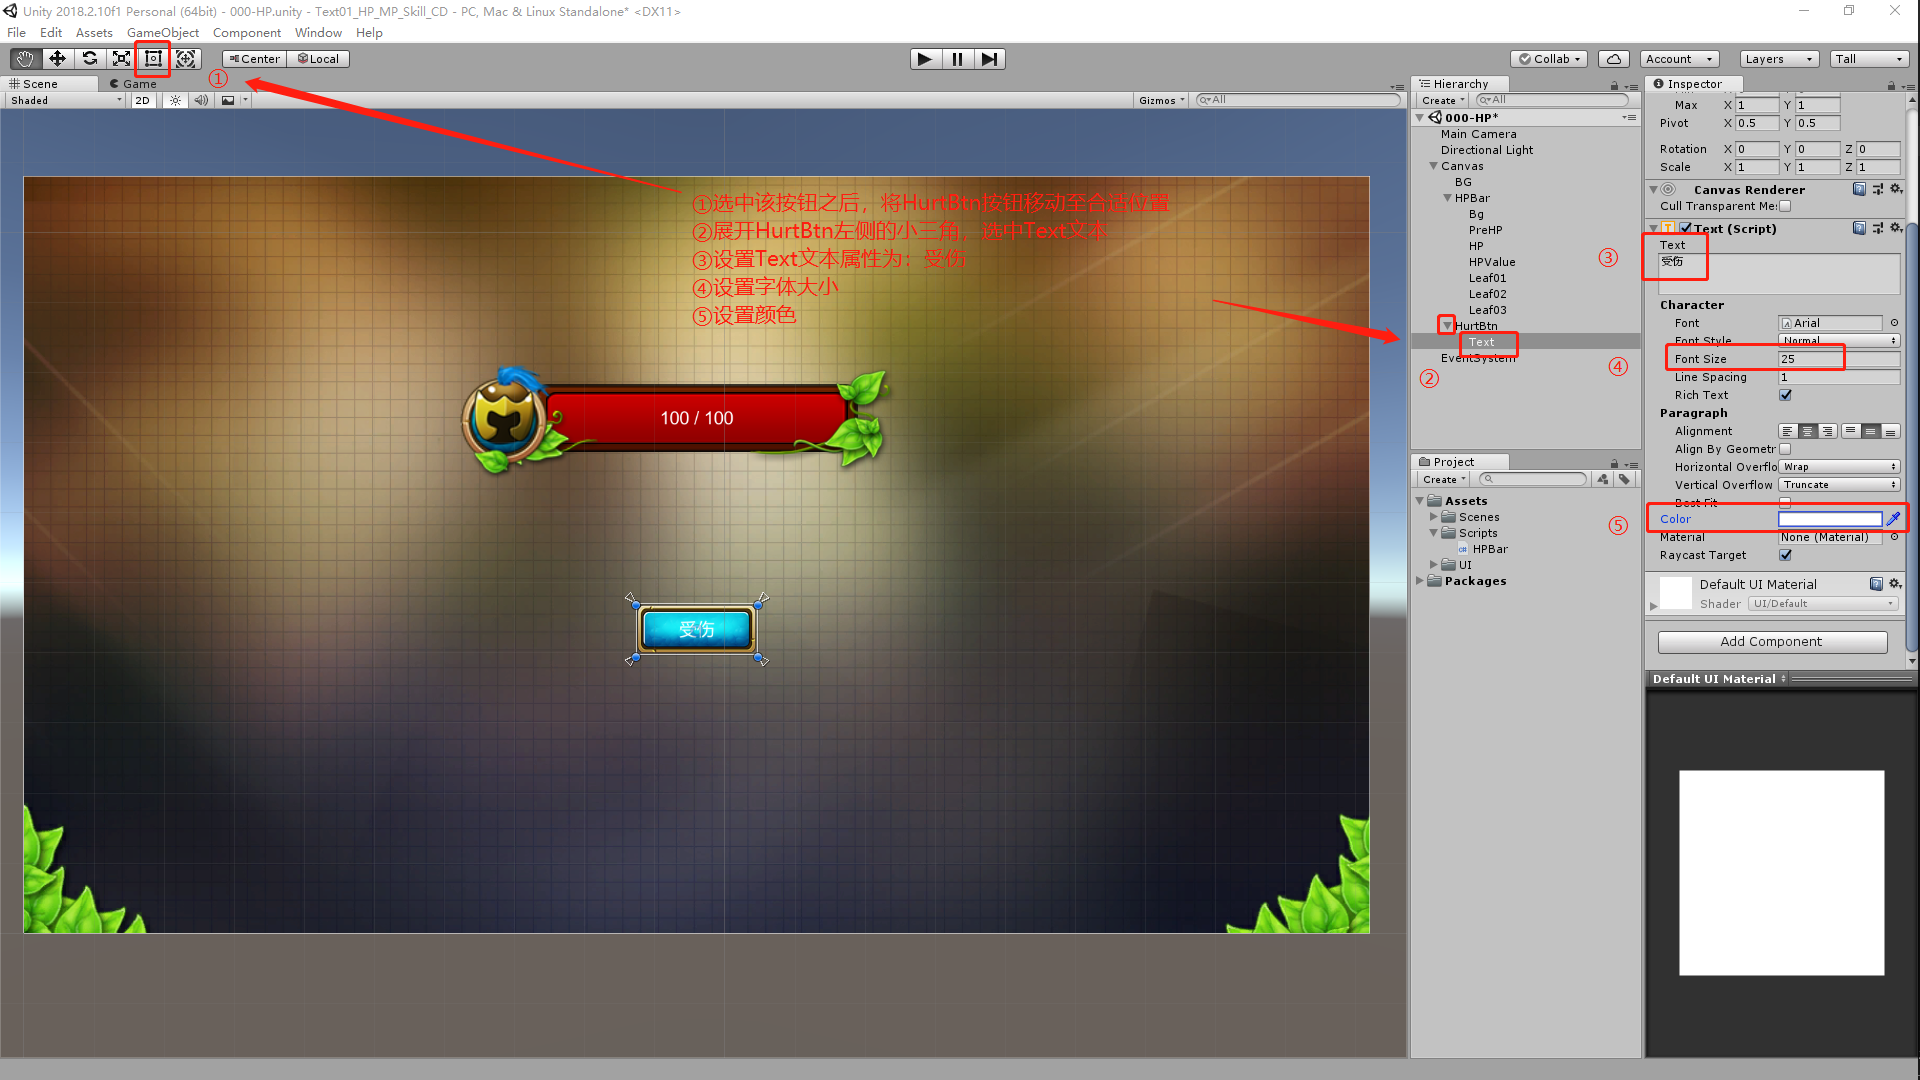 Unity 2018.2.10f1 Personal (64bit) - 000-HP.unity - Text01_HP_MP_Skill_CD - PC, Mac & Linux Standalone* <DX11>
File Edit Assets GameObject Component Window Help
Center Local
Collab Account Layers Tall
Scene Game
①
Shaded 2D Gizmos All
①选中该按钮之后，将HurtBtn按钮移动至合适位置
②展开HurtBtn左侧的小三角，选中Text文本
③设置Text文本属性为：受伤
④设置字体大小
⑤设置颜色
100 / 100
受伤
Hierarchy
Create All
000-HP*
Main Camera
Directional Light
Canvas
BG
HPBar
Bg
PreHP
HP
HPValue
Leaf01
Leaf02
Leaf03
HurtBtn
Text
EventSystem
②
③
④
⑤
Project
Create
Assets
Scenes
Scripts
HPBar
UI
Packages
Inspector
Max X 1 Y 1
Pivot X 0.5 Y 0.5
Rotation X 0 Y 0 Z 0
Scale X 1 Y 1 Z 1
Canvas Renderer
Cull Transparent Me
Text (Script)
Text
受伤
Character
Font Arial
Font Style Normal
Font Size 25
Line Spacing 1
Rich Text
Paragraph
Alignment
Align By Geometr
Horizontal Overflo Wrap
Vertical Overflow Truncate
Best Fit
Color
Material None (Material)
Raycast Target
Default UI Material
Shader UI/Default
Add Component
Default UI Material